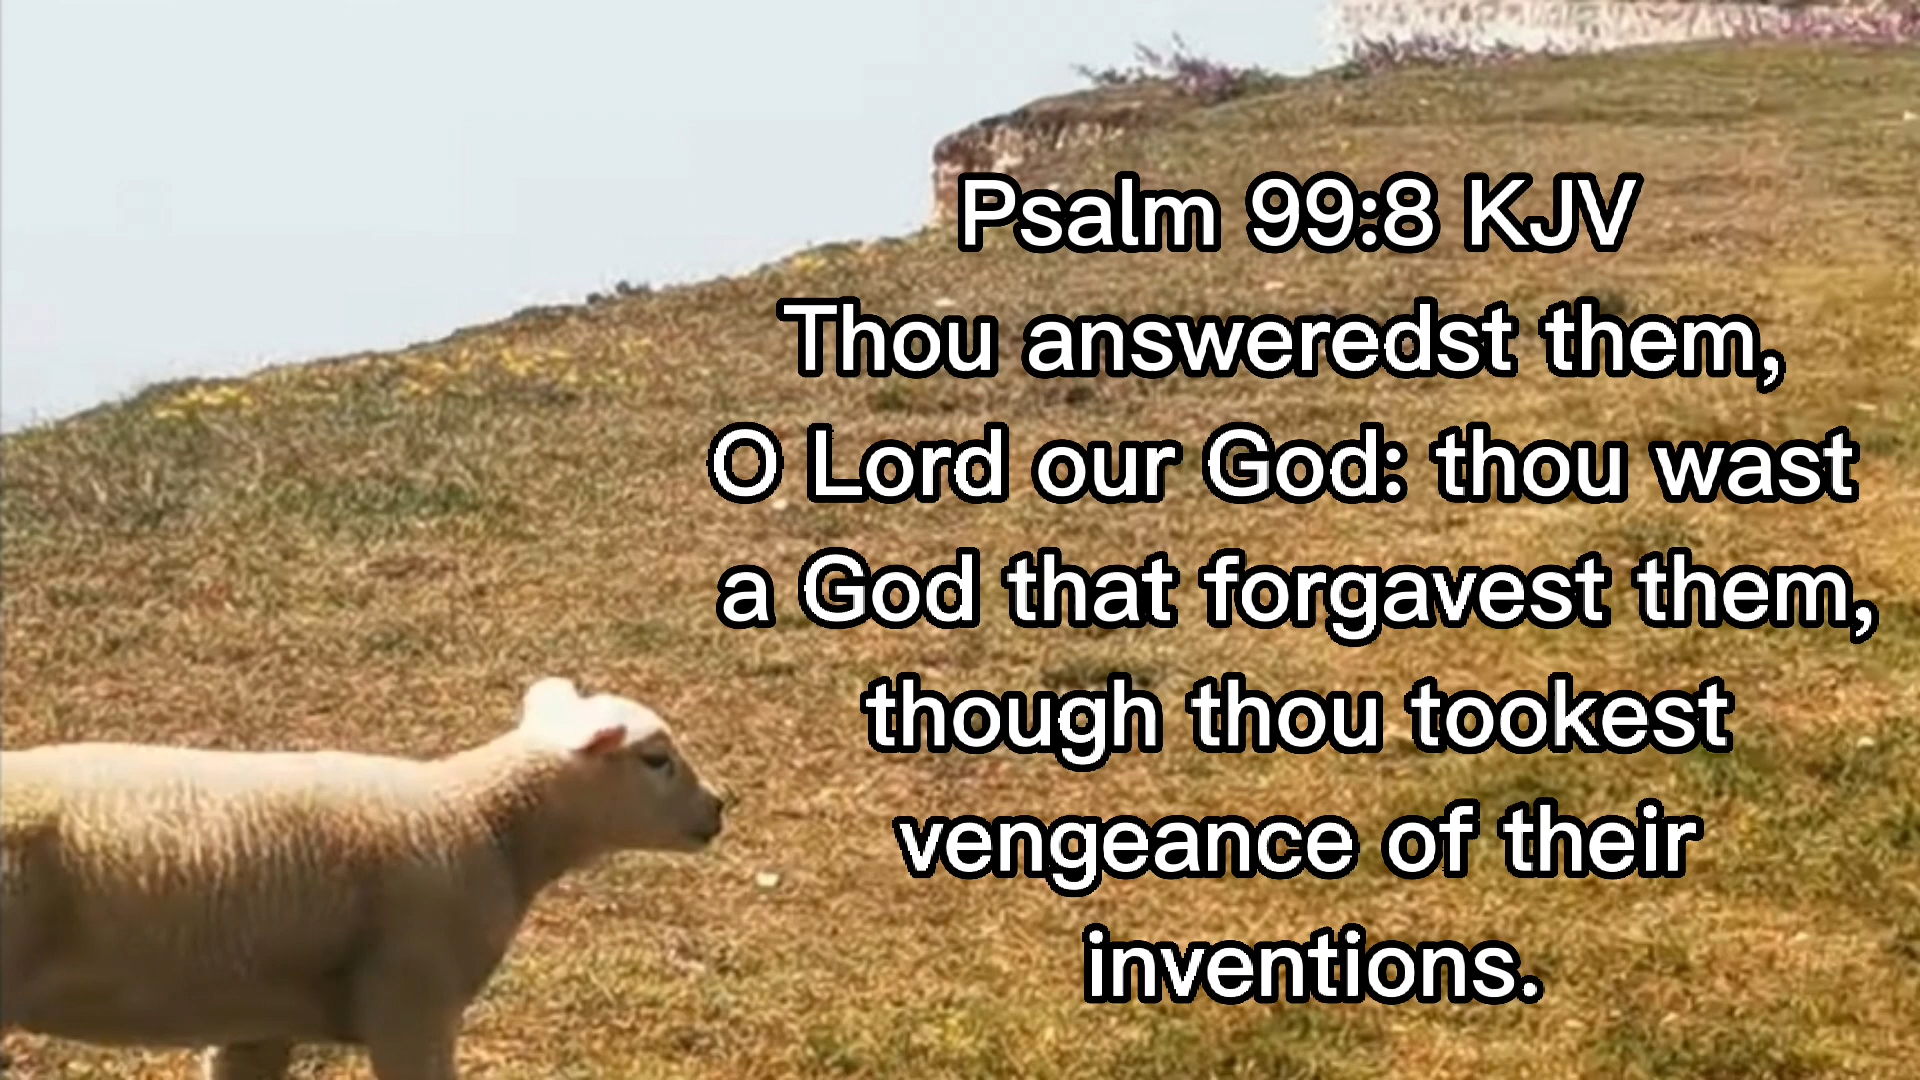 Psalm 99:8 KJV
Thou answeredst them,
O Lord our God: thou wast
a God that forgavest them,
though thou tookest
vengeance of their
inventions.